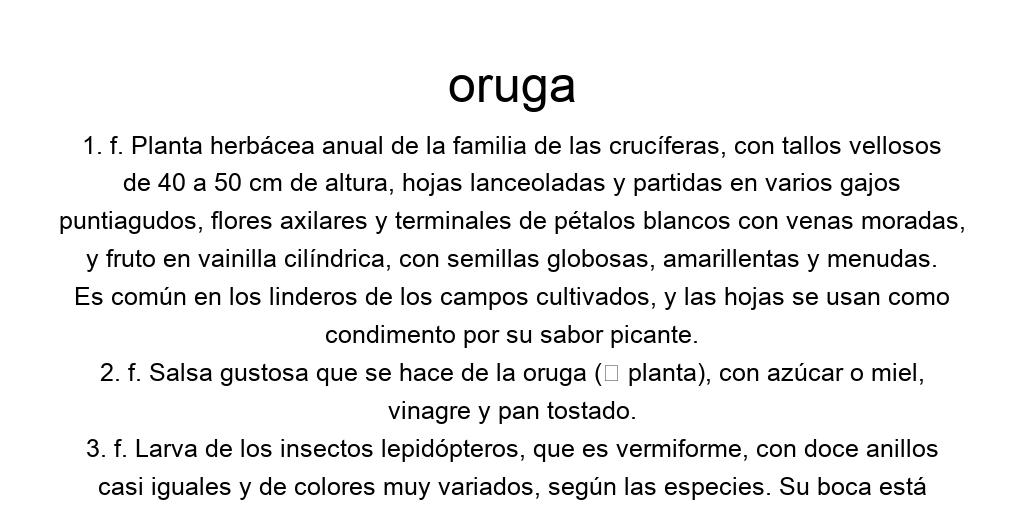 oruga
1. f. Planta herbácea anual de la familia de las crucíferas, con tallos vellosos
de 40 a 50 cm de altura, hojas lanceoladas y partidas en varios gajos
puntiagudos, flores axilares y terminales de pétalos blancos con venas moradas,
y fruto en vainilla cilíndrica, con semillas globosas, amarillentas y menudas.
Es común en los linderos de los campos cultivados, y las hojas se usan como
condimento por su sabor picante.
2. f. Salsa gustosa que se hace de la oruga (□ planta), con azúcar o miel,
vinagre y pan tostado.
3. f. Larva de los insectos lepidópteros, que es vermiforme, con doce anillos
casi iguales y de colores muy variados, según las especies. Su boca está